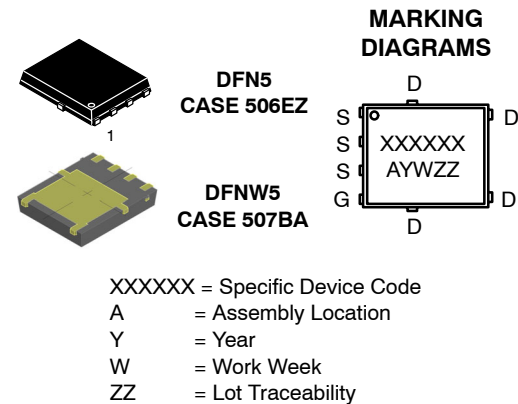 MARKING
DIAGRAMS
DFN5
CASE 506EZ
1
DFNW5
CASE 507BA
D
S D
S XXXXXX
S AYWZZ
G D
D
XXXXXX = Specific Device Code
A = Assembly Location
Y = Year
W = Work Week
ZZ = Lot Traceability